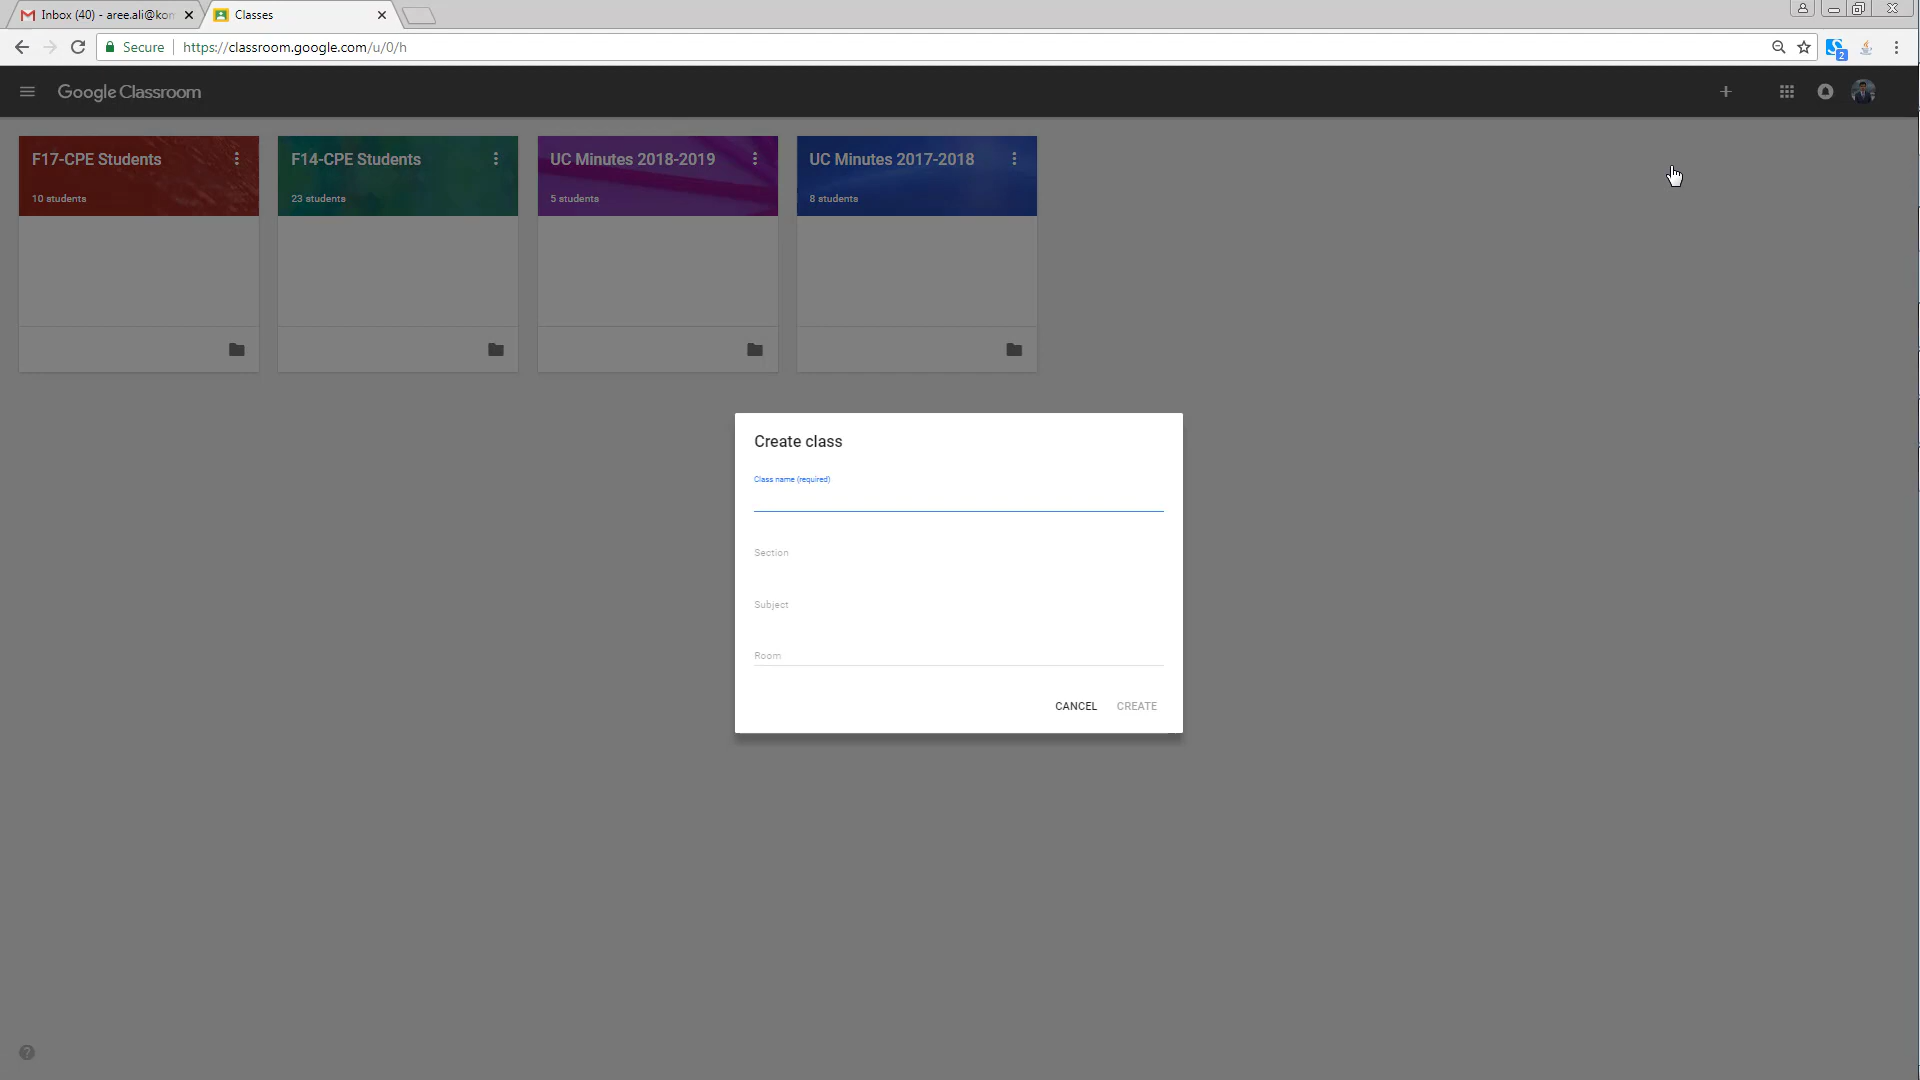 Inbox (40) - aree.ali@kom
Classes
Secure
https://classroom.google.com/u/0/h
2
Google Classroom
F17-CPE Students
10 students
F14-CPE Students
23 students
UC Minutes 2018-2019
5 students
UC Minutes 2017-2018
8 students
Create class
Class name (required)
Section
Subject
Room
CANCEL
CREATE
?